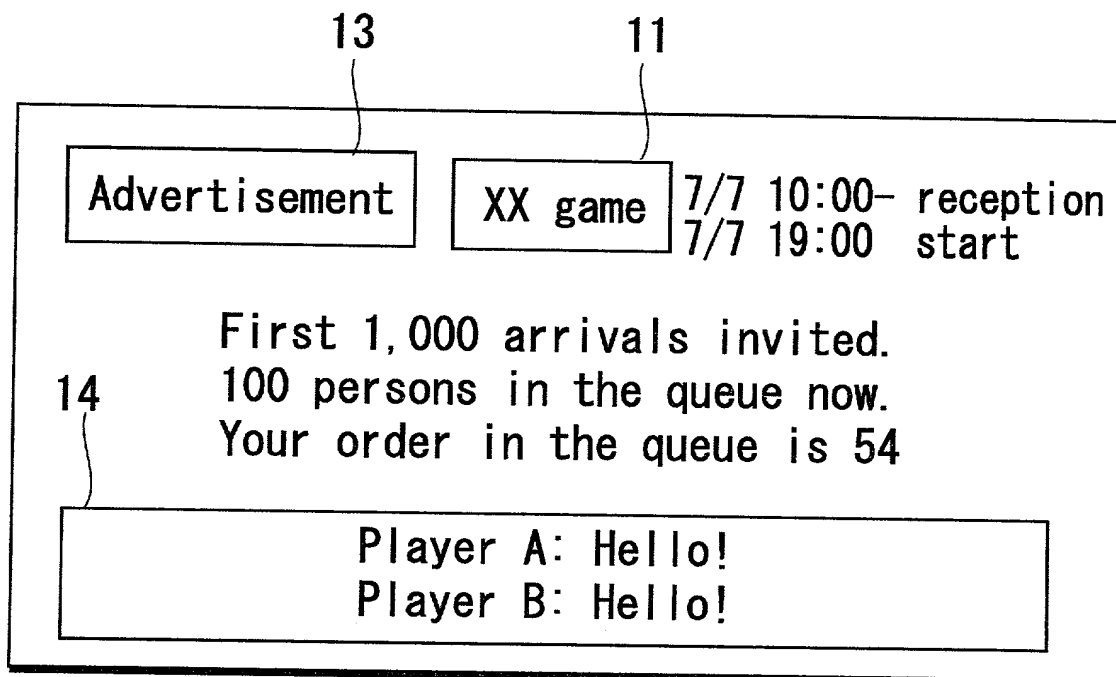 13
11
Advertisement
XX game
7/7 10:00- reception
7/7 19:00 start
First 1,000 arrivals invited.
100 persons in the queue now.
Your order in the queue is 54
14
Player A: Hello!
Player B: Hello!